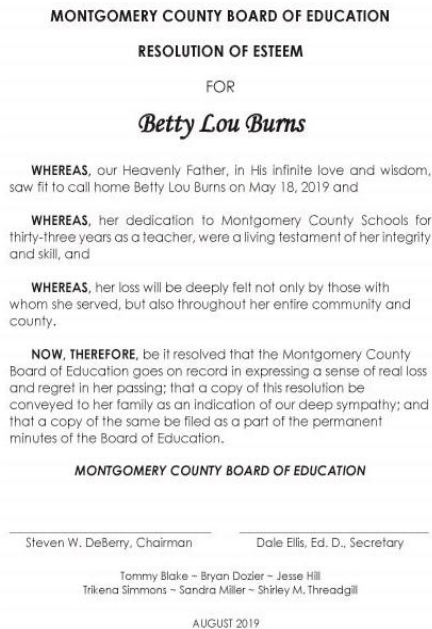 MONTGOMERY COUNTY BOARD OF EDUCATION
RESOLUTION OF ESTEEM
FOR
Betty Lou Burns
WHEREAS, our Heavenly Father, in His infinite love and wisdom,
saw fit to call home Betty Lou Burns on May 18, 2019 and
WHEREAS, her dedication to Montgomery County Schools for
thirty-three years as a teacher, were a living testament of her integrity
and skill, and
WHEREAS, her loss will be deeply felt not only by those with
whom she served, but also throughout her entire community and
county.
NOW, THEREFORE, be it resolved that the Montgomery County
Board of Education goes on record in expressing a sense of real loss
and regret in her passing; that a copy of this resolution be
conveyed to her family as an indication of our deep sympathy; and
that a copy of the same be filed as a part of the permanent
minutes of the Board of Education.
MONTGOMERY COUNTY BOARD OF EDUCATION
Steven W. DeBerry, Chairman Dale Ellis, Ed. D., Secretary
Tommy Blake ~ Bryan Dozier ~ Jesse Hill
Trikena Simmons ~ Sandra Miller ~ Shirley M. Threadgill
AUGUST 2019